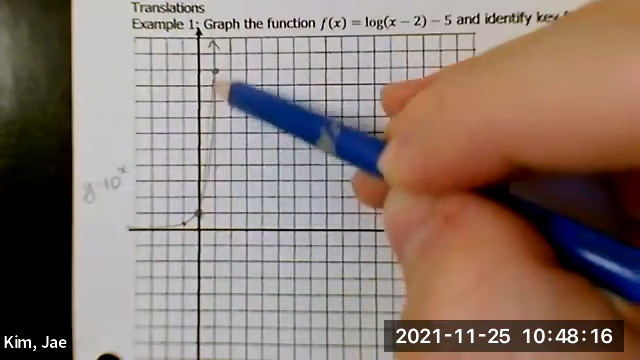 Translations
Example 1: Graph the function f(x) = log(x − 2) − 5 and identify key
y=10^x
Kim, Jae
2021-11-25 10:48:16